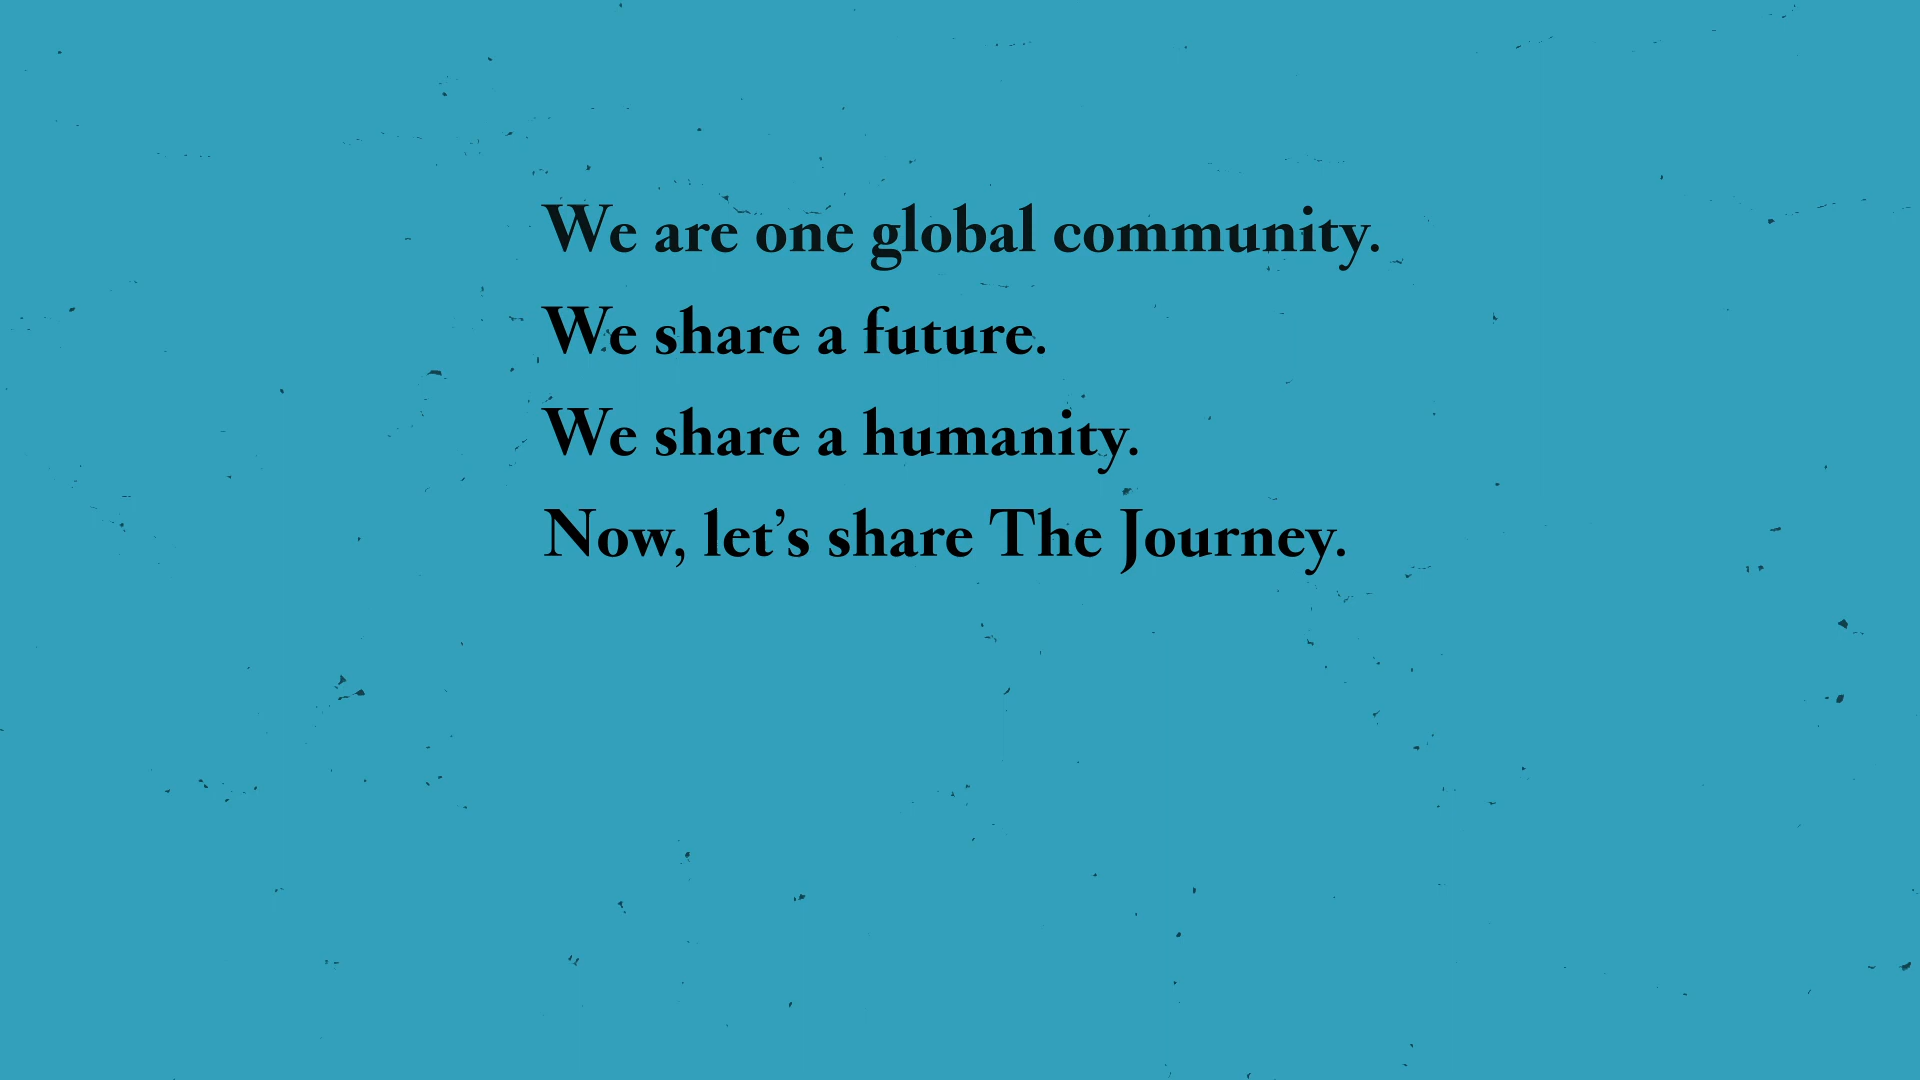 We are one global community.
We share a future.
We share a humanity.
Now, let’s share The Journey.